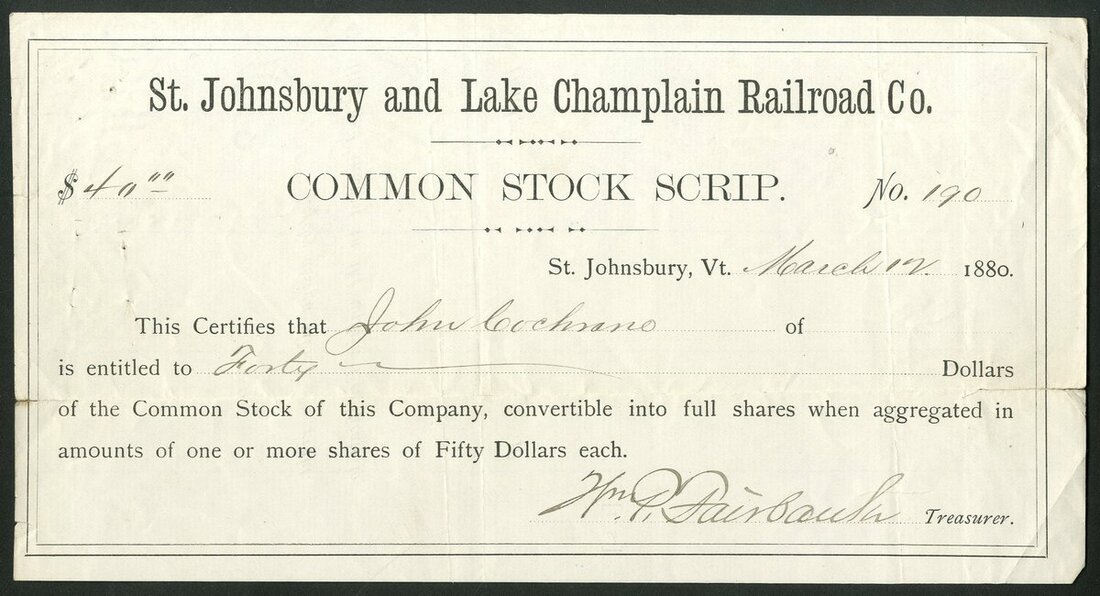 St. Johnsbury and Lake Champlain Railroad Co.
$ 40 00 COMMON STOCK SCRIP. No. 190
St. Johnsbury, Vt. March 12 1880.
This Certifies that John Cochrane of
is entitled to Forty Dollars
of the Common Stock of this Company, convertible into full shares when aggregated in
amounts of one or more shares of Fifty Dollars each.
Wm P. Fairbanks Treasurer.